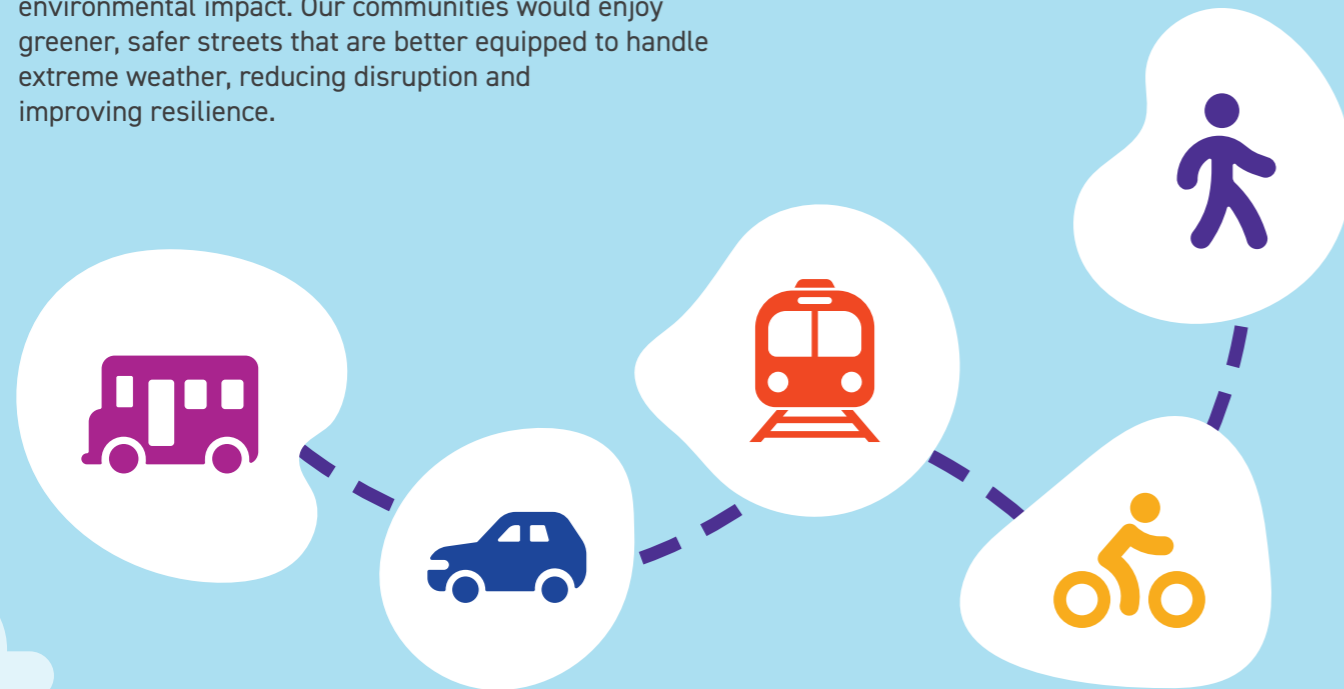 environmental impact. Our communities would enjoy
greener, safer streets that are better equipped to handle
extreme weather, reducing disruption and
improving resilience.